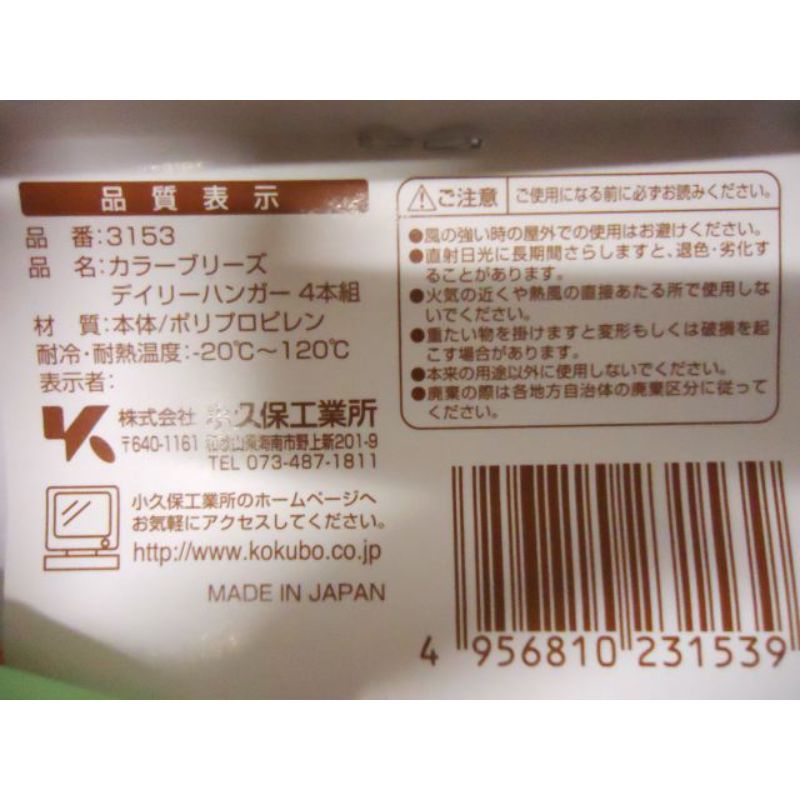 品質表示
品 番：3153
品 名：カラーブリーズ
デイリーハンガー 4本組
材 質：本体/ポリプロピレン
耐冷・耐熱温度：-20℃～120℃
表示者：
株式会社 小久保工業所
〒640-1161 和歌山県海南市野上新201-9
TEL 073-487-1811
小久保工業所のホームページへ
お気軽にアクセスしてください。
http://www.kokubo.co.jp
MADE IN JAPAN
ご注意 ご使用になる前に必ずお読みください。
●風の強い時の屋外での使用はお避けください。
●直射日光に長期間さらしますと、退色・劣化す
ることがあります。
●火気の近くや熱風の直接あたる所で使用しな
いでください。
●重たい物を掛けますと変形もしくは破損を起
こす場合があります。
●本来の用途以外に使用しないでください。
●廃棄の際は各地方自治体の廃棄区分に従って
ください。
4 956810 231539